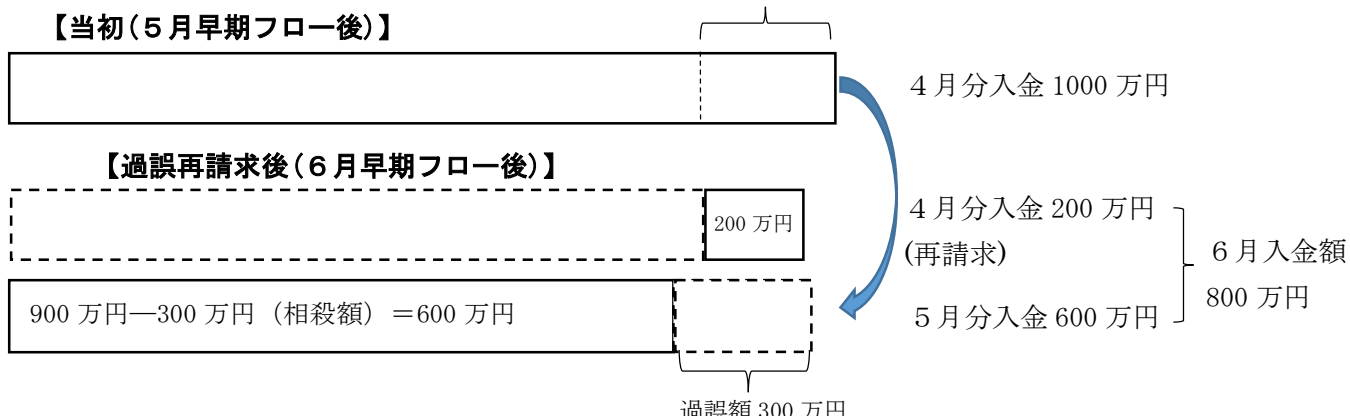 【当初(５月早期フロー後)】
４月分入金 1000 万円
【過誤再請求後(６月早期フロー後)】
200 万円
４月分入金 200 万円
(再請求)
６月入金額
800 万円
900 万円―300 万円（相殺額）＝600 万円
５月分入金 600 万円
過誤額 300 万円